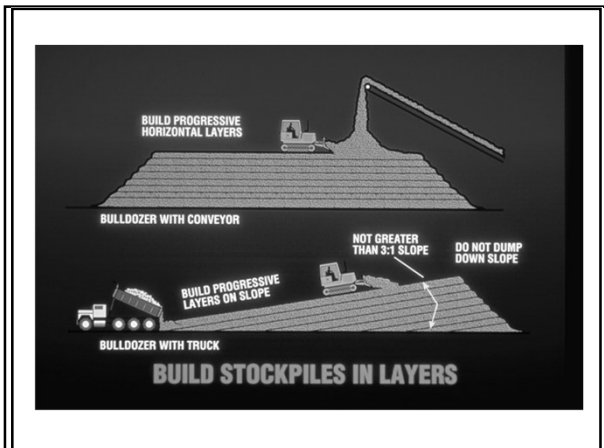 BUILD PROGRESSIVE
HORIZONTAL LAYERS
BULLDOZER WITH CONVEYOR
NOT GREATER
THAN 3:1 SLOPE
DO NOT DUMP
DOWN SLOPE
BUILD PROGRESSIVE
LAYERS ON SLOPE
BULLDOZER WITH TRUCK
BUILD STOCKPILES IN LAYERS